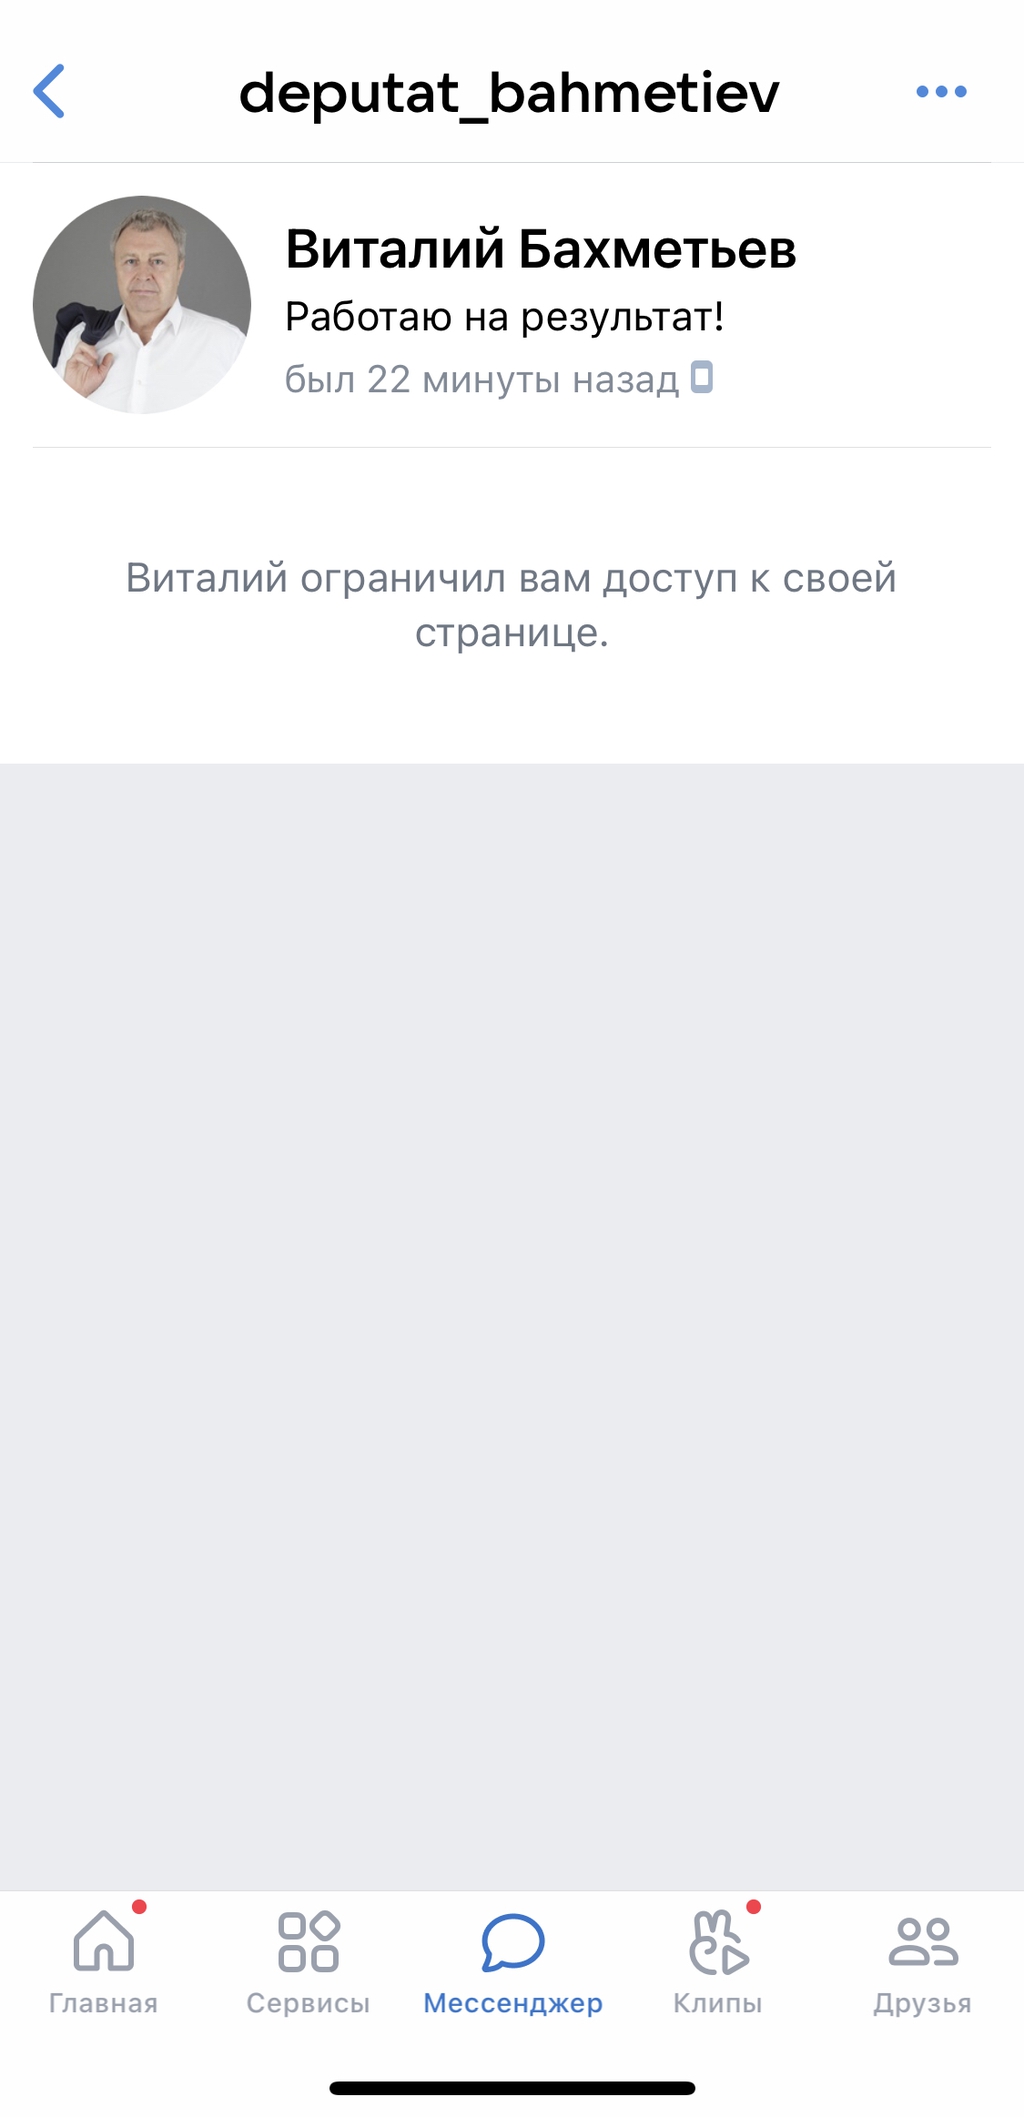 deputat_bahmetiev
Виталий Бахметьев
Работаю на результат!
был 22 минуты назад
Виталий ограничил вам доступ к своей
странице.
Главная
Сервисы
Мессенджер
Клипы
Друзья